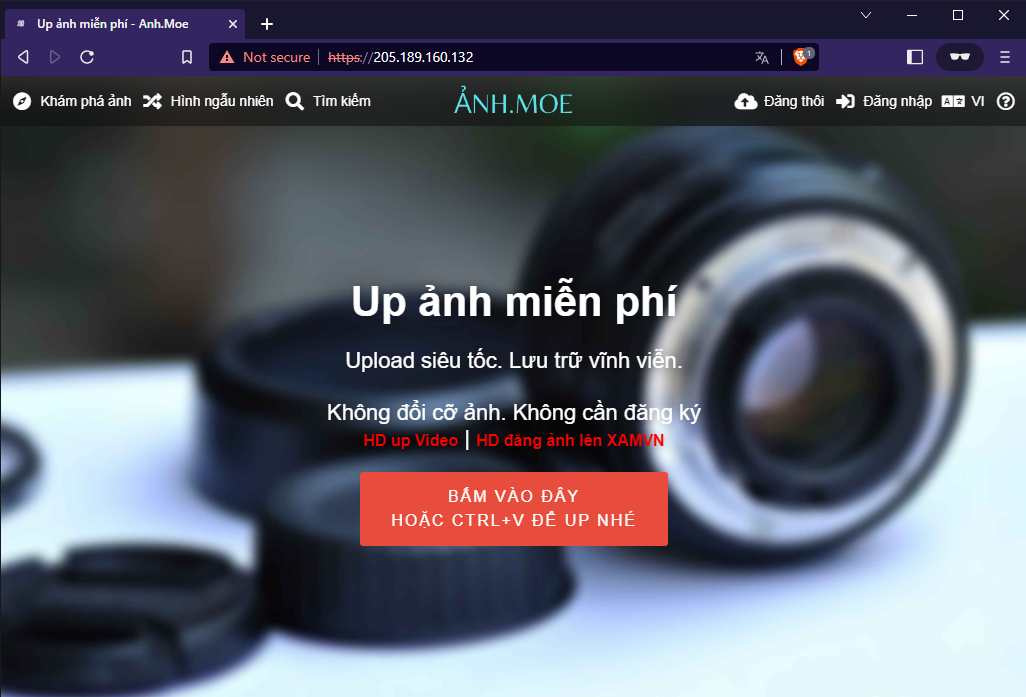 Up ảnh miễn phí - Anh.Moe
Not secure https://205.189.160.132 1
Khám phá ảnh Hình ngẫu nhiên Tìm kiếm ẢNH.MOE Đăng thôi Đăng nhập VI
Up ảnh miễn phí
Upload siêu tốc. Lưu trữ vĩnh viễn.
Không đổi cỡ ảnh. Không cần đăng ký
HD up Video | HD đăng ảnh lên XAMVN
BẤM VÀO ĐÂY
HOẶC CTRL+V ĐỂ UP NHÉ